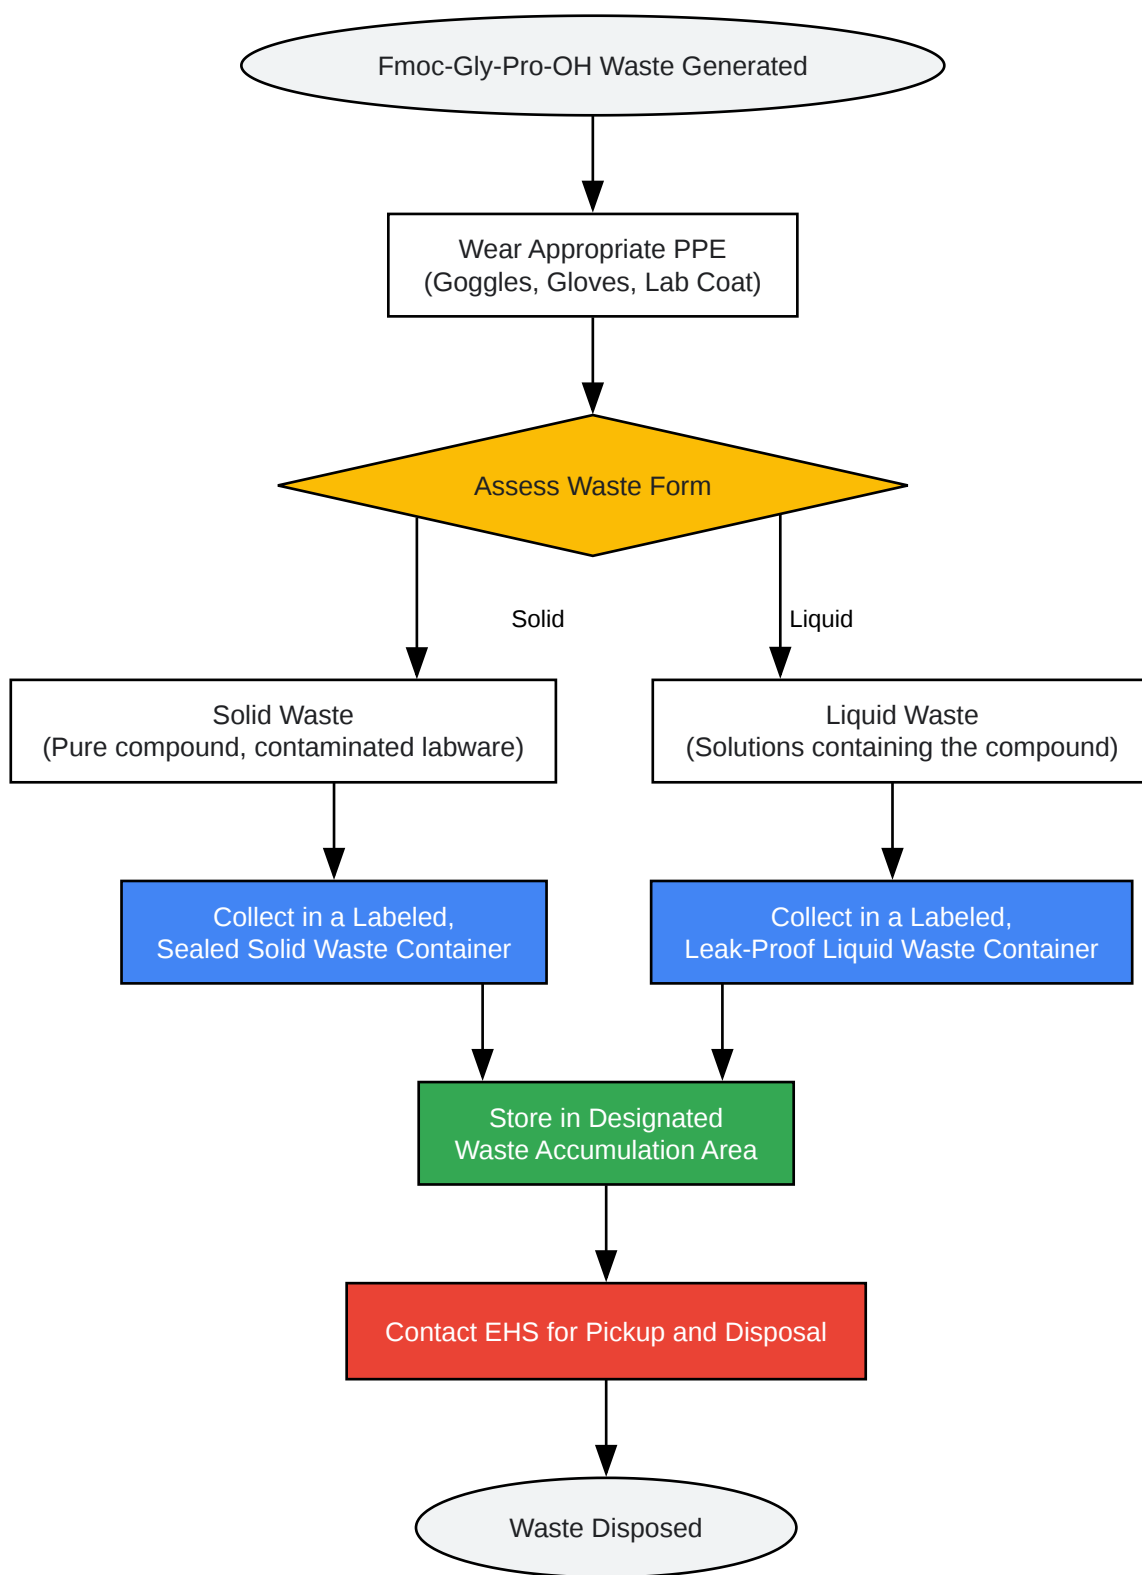 Fmoc-Gly-Pro-OH Waste Generated
Wear Appropriate PPE
(Goggles, Gloves, Lab Coat)
Assess Waste Form
Solid
Liquid
Solid Waste
(Pure compound, contaminated labware)
Liquid Waste
(Solutions containing the compound)
Collect in a Labeled,
Sealed Solid Waste Container
Collect in a Labeled,
Leak-Proof Liquid Waste Container
Store in Designated
Waste Accumulation Area
Contact EHS for Pickup and Disposal
Waste Disposed